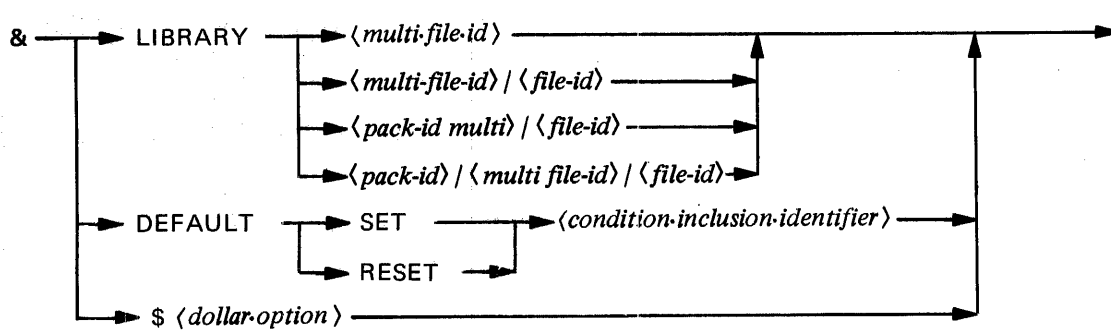 & LIBRARY ⟨multi-file-id⟩
⟨multi-file-id⟩ / ⟨file-id⟩
⟨pack-id multi⟩ / ⟨file-id⟩
⟨pack-id⟩ / ⟨multi file-id⟩ / ⟨file-id⟩
DEFAULT SET ⟨condition-inclusion-identifier⟩
RESET
$ ⟨dollar-option⟩